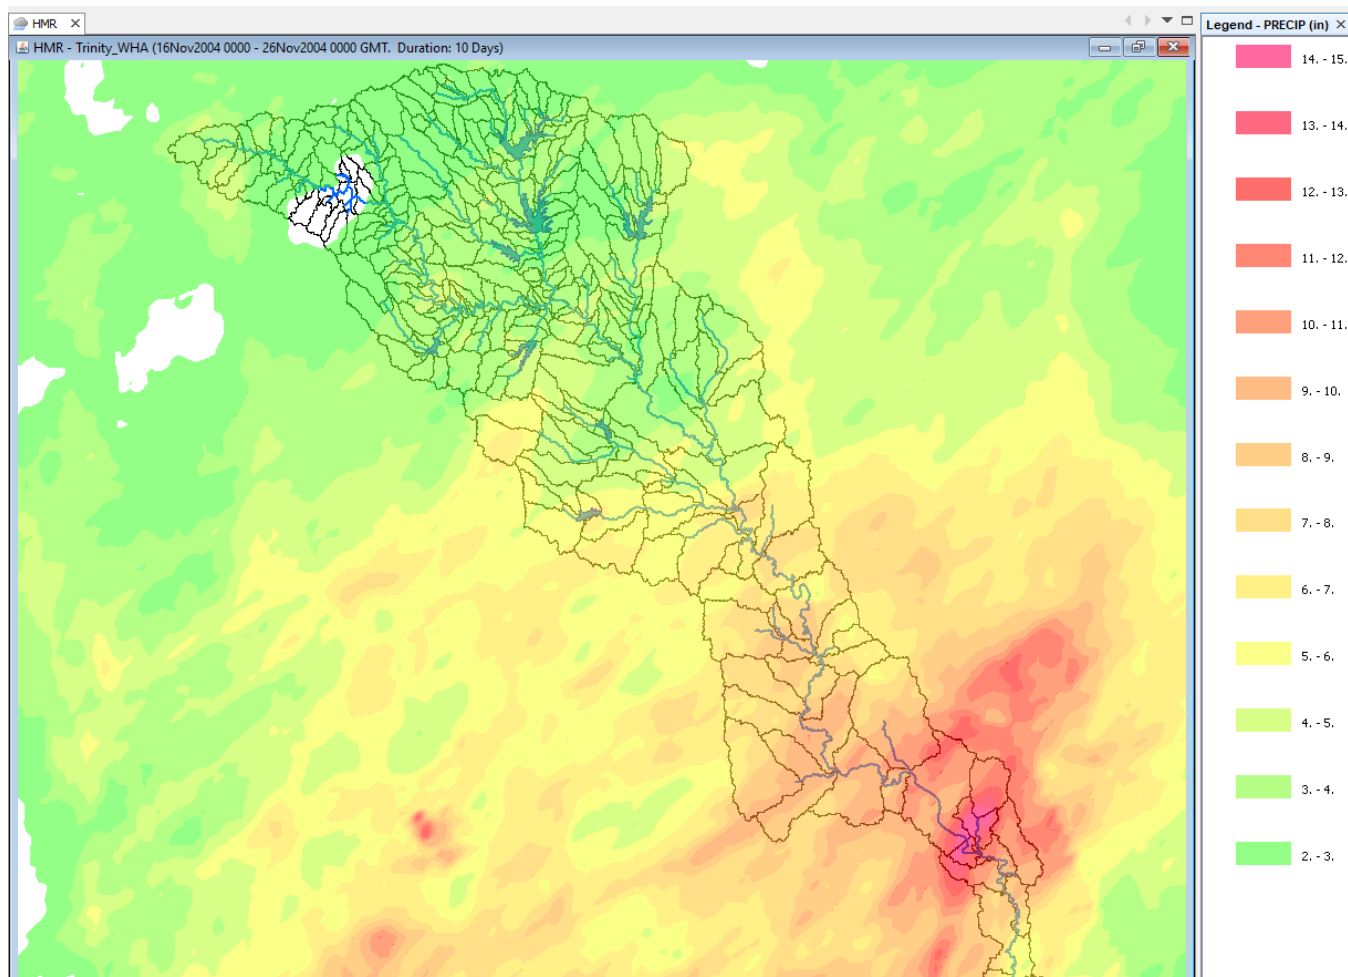 HMR
Legend - PRECIP (in)
HMR - Trinity_WHA (16Nov2004 0000 - 26Nov2004 0000 GMT. Duration: 10 Days)
14. - 15.
13. - 14.
12. - 13.
11. - 12.
10. - 11.
9. - 10.
8. - 9.
7. - 8.
6. - 7.
5. - 6.
4. - 5.
3. - 4.
2. - 3.